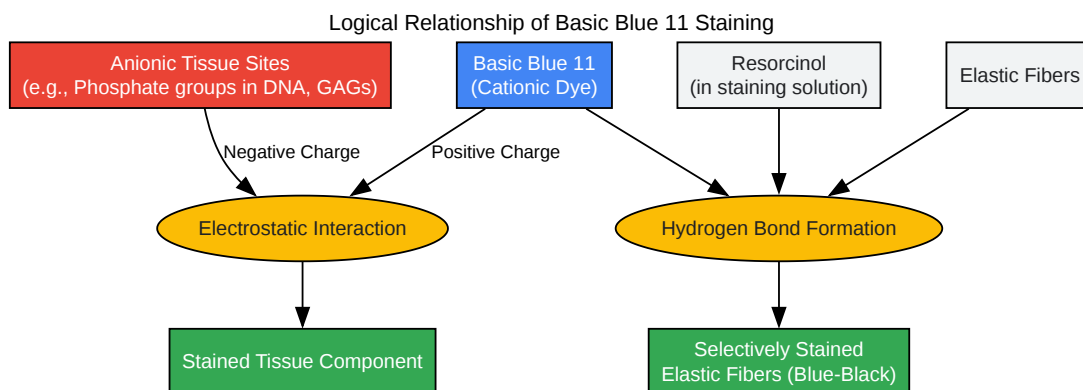 Logical Relationship of Basic Blue 11 Staining
Anionic Tissue Sites
(e.g., Phosphate groups in DNA, GAGs)
Basic Blue 11
(Cationic Dye)
Resorcinol
(in staining solution)
Elastic Fibers
Negative Charge
Positive Charge
Electrostatic Interaction
Hydrogen Bond Formation
Stained Tissue Component
Selectively Stained
Elastic Fibers (Blue-Black)